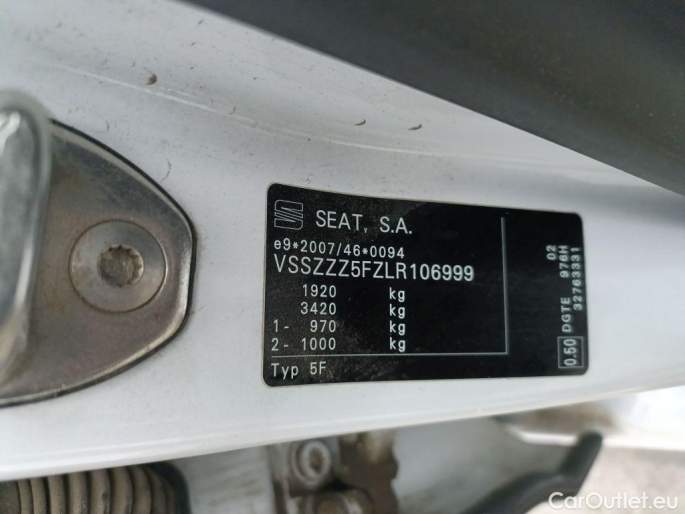 SEAT, S.A.
e9*2007/46*0094
VSSZZZ5FZLR106999
1920 kg
3420 kg
1- 970 kg
2- 1000 kg
Typ 5F
02
0.50 DGTE 976H
32763331
CarOutlet.eu